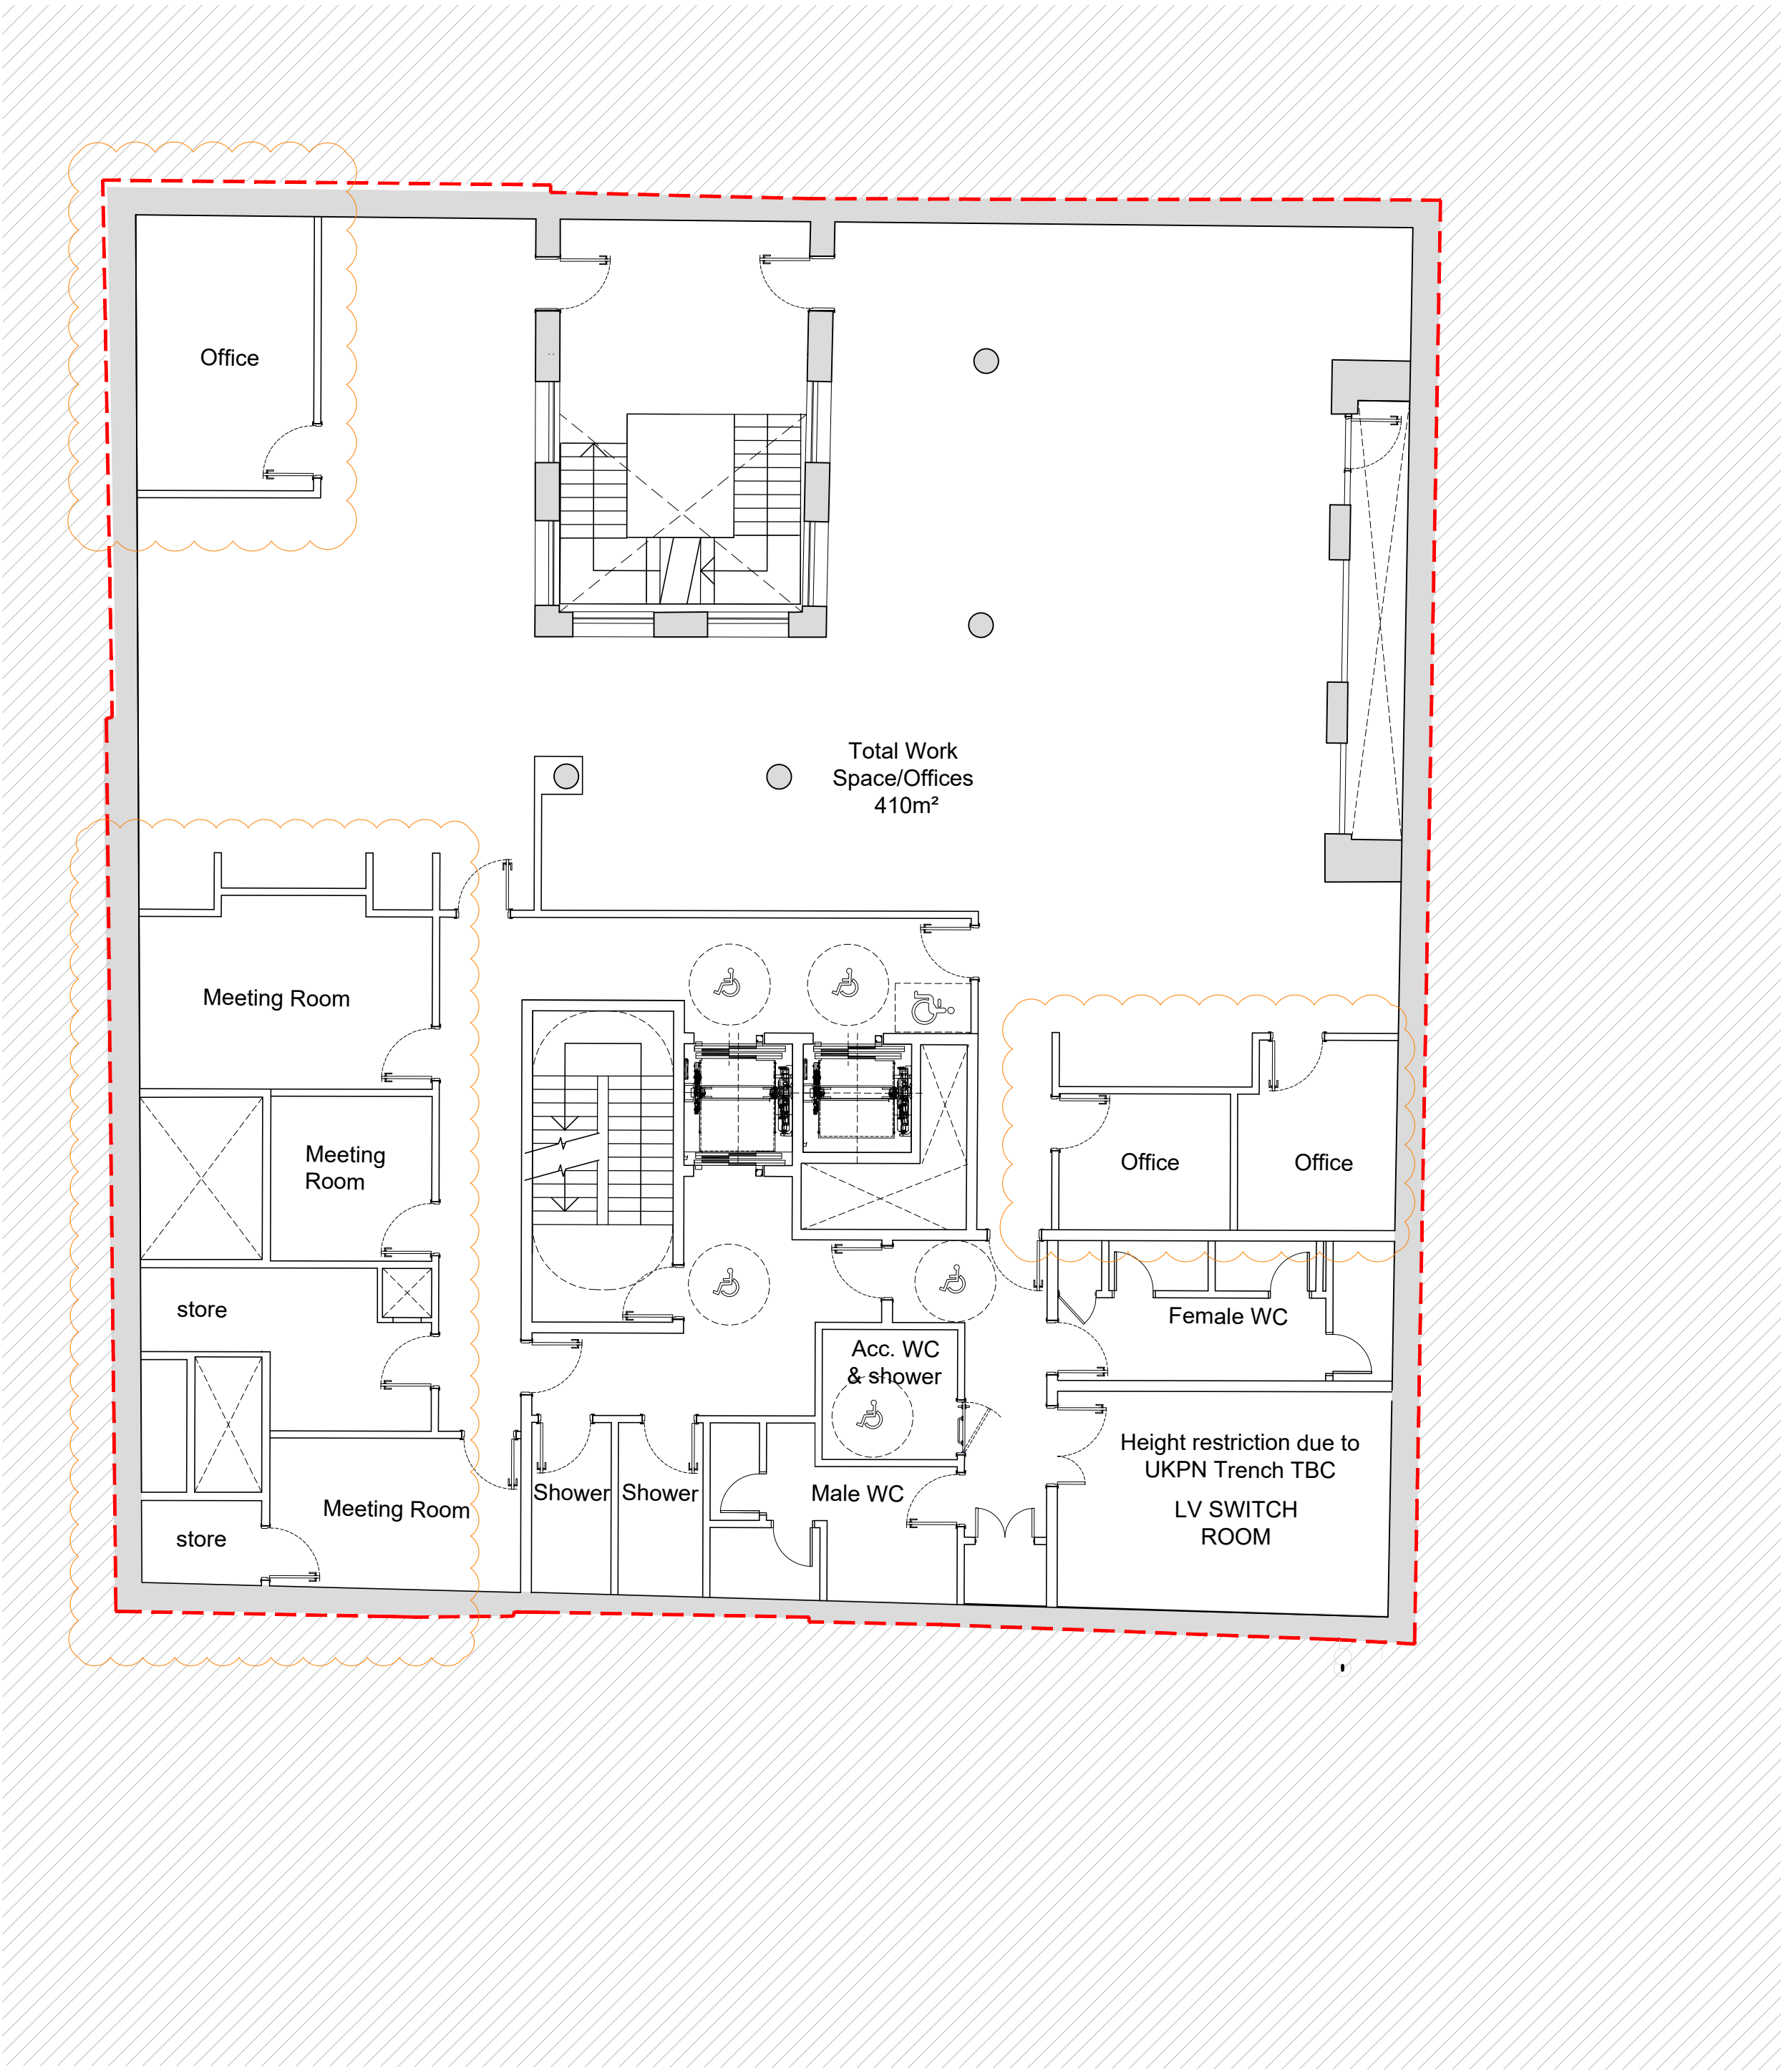 Office
Total Work
Space/Offices
410m²
Meeting Room
Meeting
Room
Office
Office
store
Female WC
Acc. WC
& shower
Height restriction due to
UKPN Trench TBC
LV SWITCH
ROOM
Shower
Shower
Male WC
Meeting Room
store